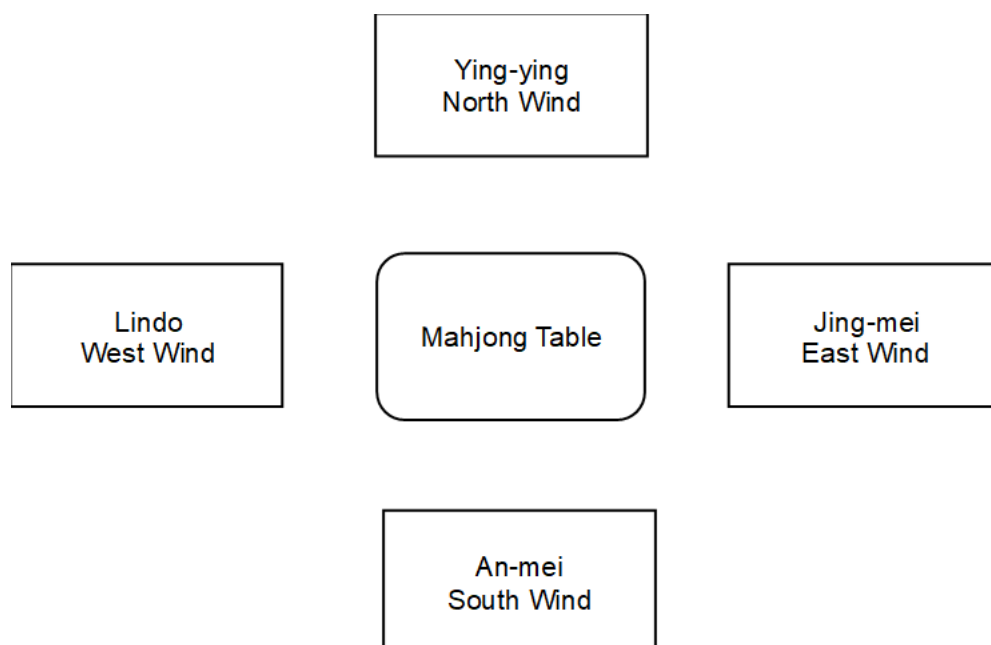 Ying-ying
North Wind
Lindo
West Wind
Mahjong Table
Jing-mei
East Wind
An-mei
South Wind